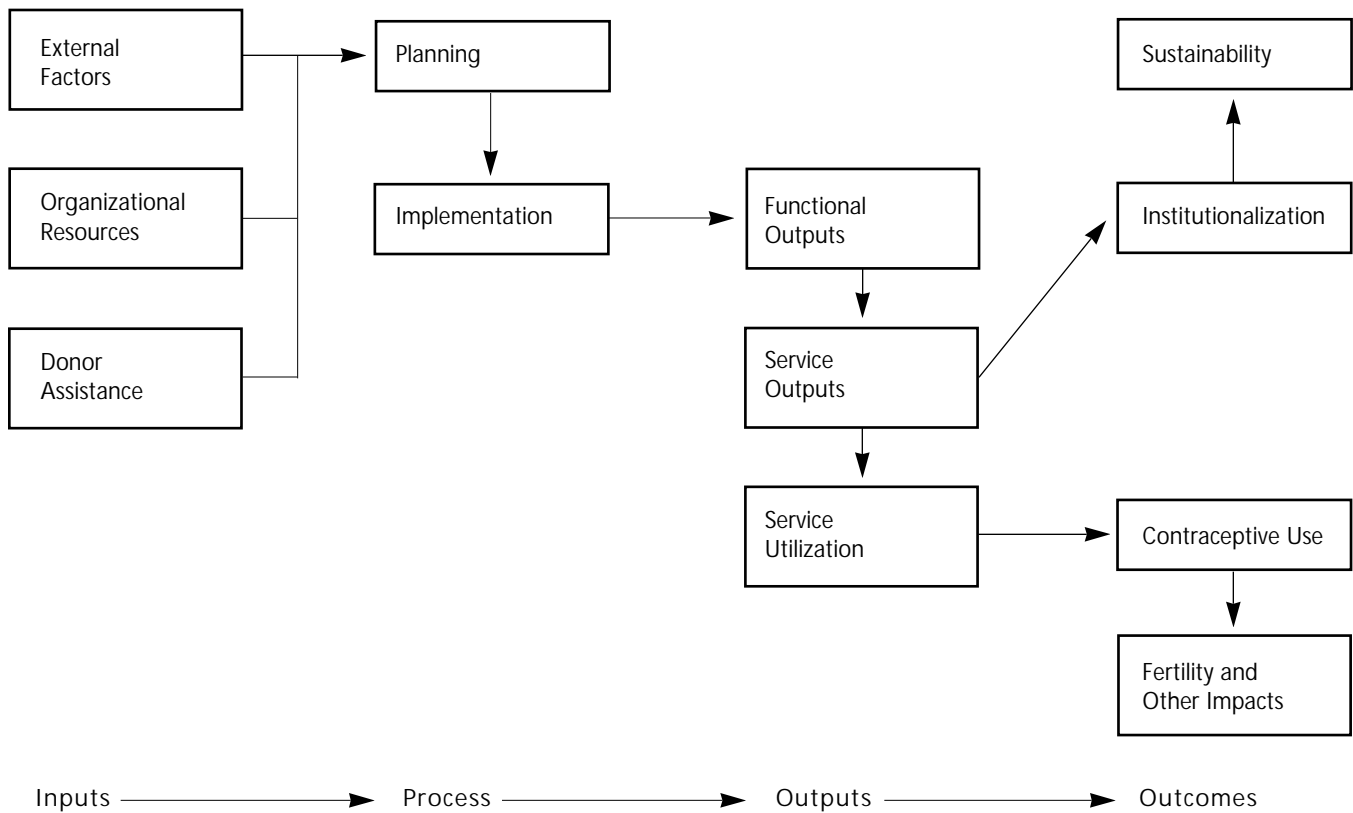 External
Factors
Organizational
Resources
Donor
Assistance
Planning
Implementation
Functional
Outputs
Service
Outputs
Service
Utilization
Sustainability
Institutionalization
Contraceptive Use
Fertility and
Other Impacts
Inputs Process Outputs Outcomes